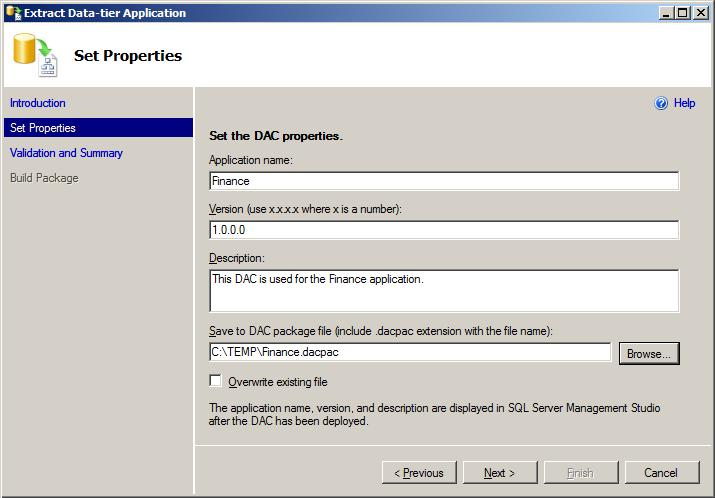 Extract Data-tier Application
Set Properties
Introduction
Set Properties
Validation and Summary
Build Package
Help
Set the DAC properties.
Application name:
Finance
Version (use x.x.x.x where x is a number):
1.0.0.0
Description:
This DAC is used for the Finance application.
Save to DAC package file (include .dacpac extension with the file name):
C:\TEMP\Finance.dacpac
Browse...
Overwrite existing file
The application name, version, and description are displayed in SQL Server Management Studio
after the DAC has been deployed.
< Previous
Next >
Finish
Cancel